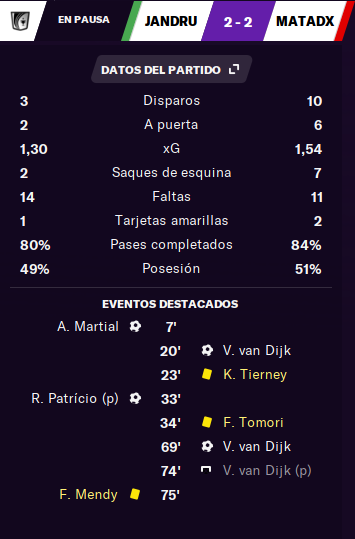 EN PAUSA JANDRU 2 - 2 MATADX
DATOS DEL PARTIDO
3 Disparos 10
2 A puerta 6
1,30 xG 1,54
2 Saques de esquina 7
14 Faltas 11
1 Tarjetas amarillas 2
80% Pases completados 84%
49% Posesión 51%
EVENTOS DESTACADOS
A. Martial 7'
20' V. van Dijk
23' K. Tierney
R. Patrício (p) 33'
34' F. Tomori
69' V. van Dijk
74' V. van Dijk (p)
F. Mendy 75'